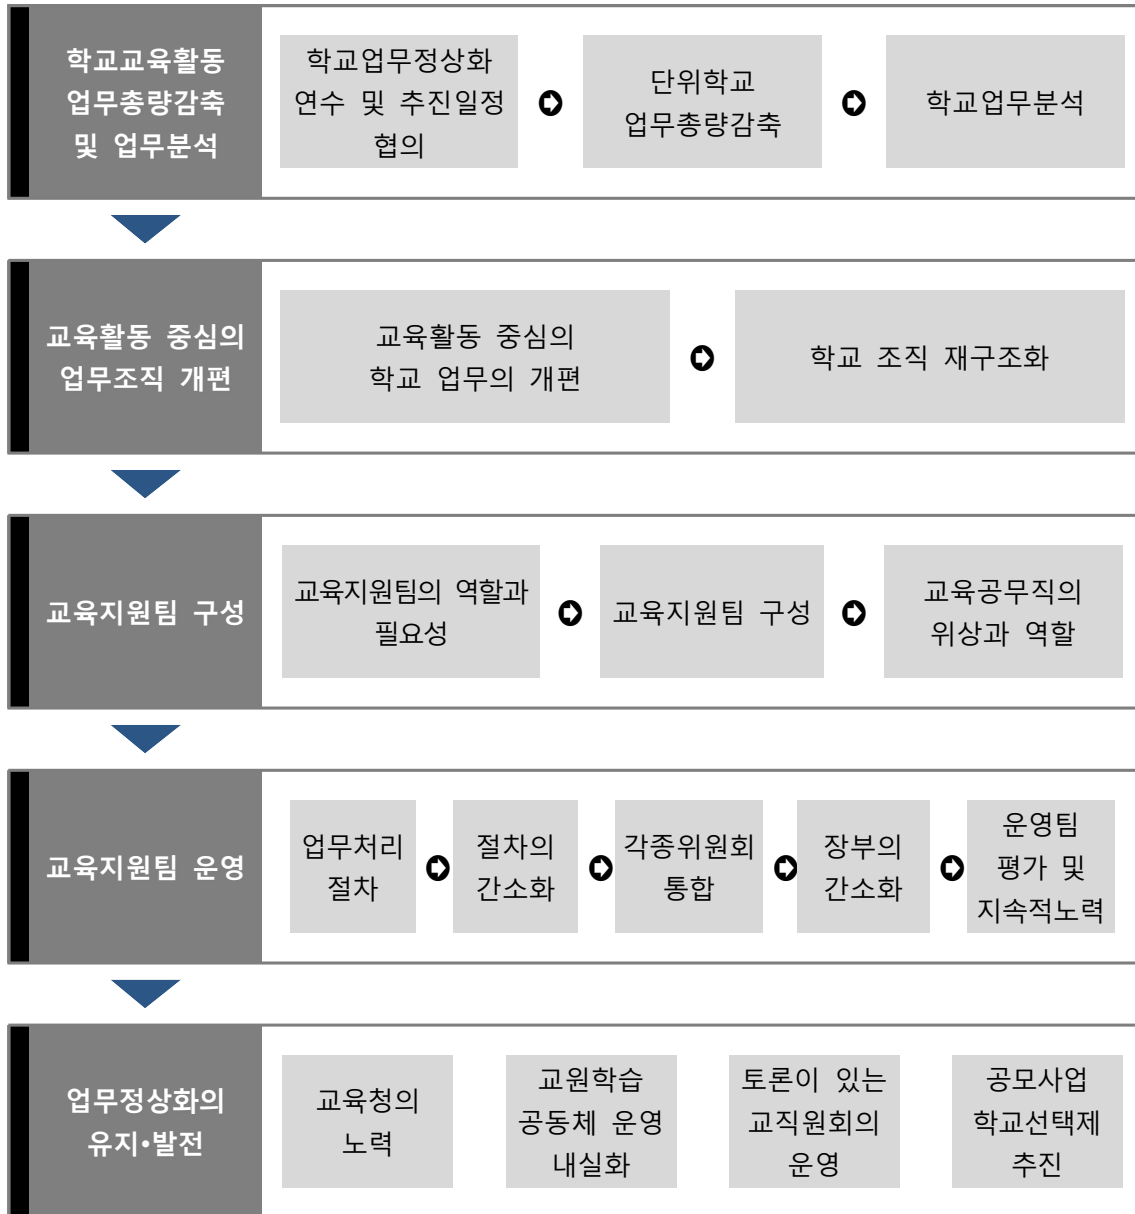 학교교육활동
업무총량감축
및 업무분석
학교업무정상화
연수 및 추진일정
협의
단위학교
업무총량감축
학교업무분석
교육활동 중심의
업무조직 개편
교육활동 중심의
학교 업무의 개편
학교 조직 재구조화
교육지원팀 구성
교육지원팀의 역할과
필요성
교육지원팀 구성
교육공무직의
위상과 역할
교육지원팀 운영
업무처리
절차
절차의
간소화
각종위원회
통합
장부의
간소화
운영팀
평가 및
지속적노력
업무정상화의
유지•발전
교육청의
노력
교원학습
공동체 운영
내실화
토론이 있는
교직원회의
운영
공모사업
학교선택제
추진